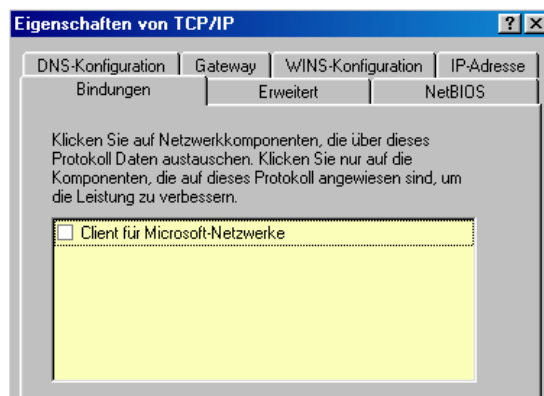 Eigenschaften von TCP/IP
DNS-Konfiguration Gateway WINS-Konfiguration IP-Adresse
Bindungen Erweitert NetBIOS
Klicken Sie auf Netzwerkkomponenten, die über dieses
Protokoll Daten austauschen. Klicken Sie nur auf die
Komponenten, die auf dieses Protokoll angewiesen sind, um
die Leistung zu verbessern.
Client für Microsoft-Netzwerke